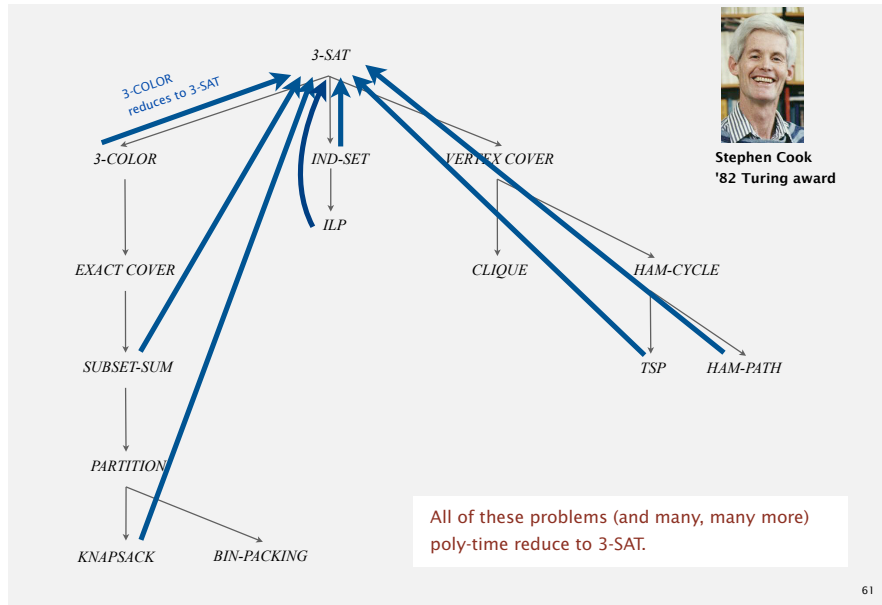 3-SAT
3-COLOR
reduces to 3-SAT
3-COLOR
IND-SET
VERTEX COVER
Stephen Cook
'82 Turing award
ILP
EXACT COVER
CLIQUE
HAM-CYCLE
SUBSET-SUM
TSP
HAM-PATH
PARTITION
All of these problems (and many, many more)
poly-time reduce to 3-SAT.
KNAPSACK
BIN-PACKING
61